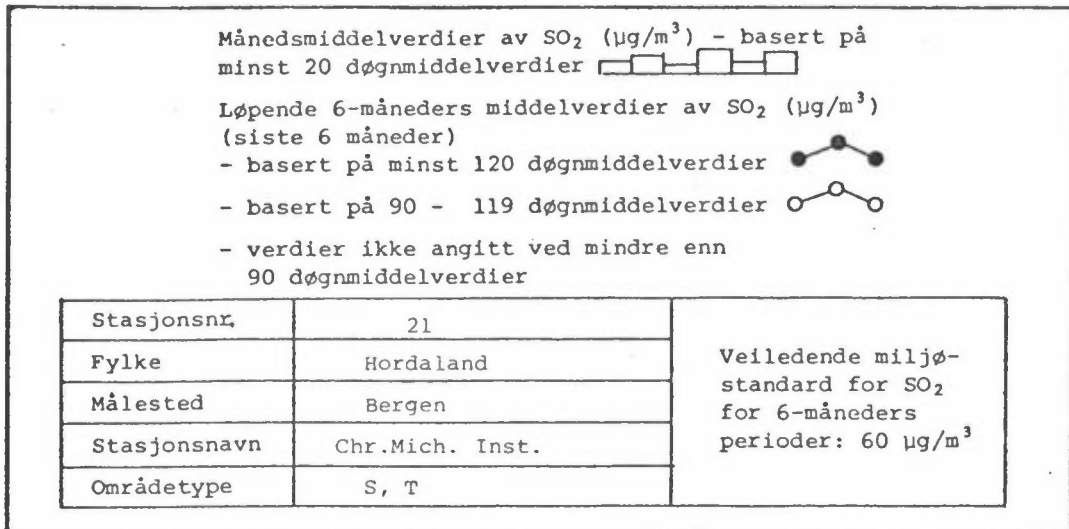 Månedsmiddelverdier av SO₂ (µg/m³) – basert på
minst 20 døgnmiddelverdier
Løpende 6-måneders middelverdier av SO₂ (µg/m³)
(siste 6 måneder)
- basert på minst 120 døgnmiddelverdier
- basert på 90 - 119 døgnmiddelverdier
- verdier ikke angitt ved mindre enn
90 døgnmiddelverdier
Stasjonsnr. 21
Fylke Hordaland
Målested Bergen
Stasjonsnavn Chr.Mich. Inst.
Områdetype S, T
Veiledende miljø-
standard for SO₂
for 6-måneders
perioder: 60 µg/m³